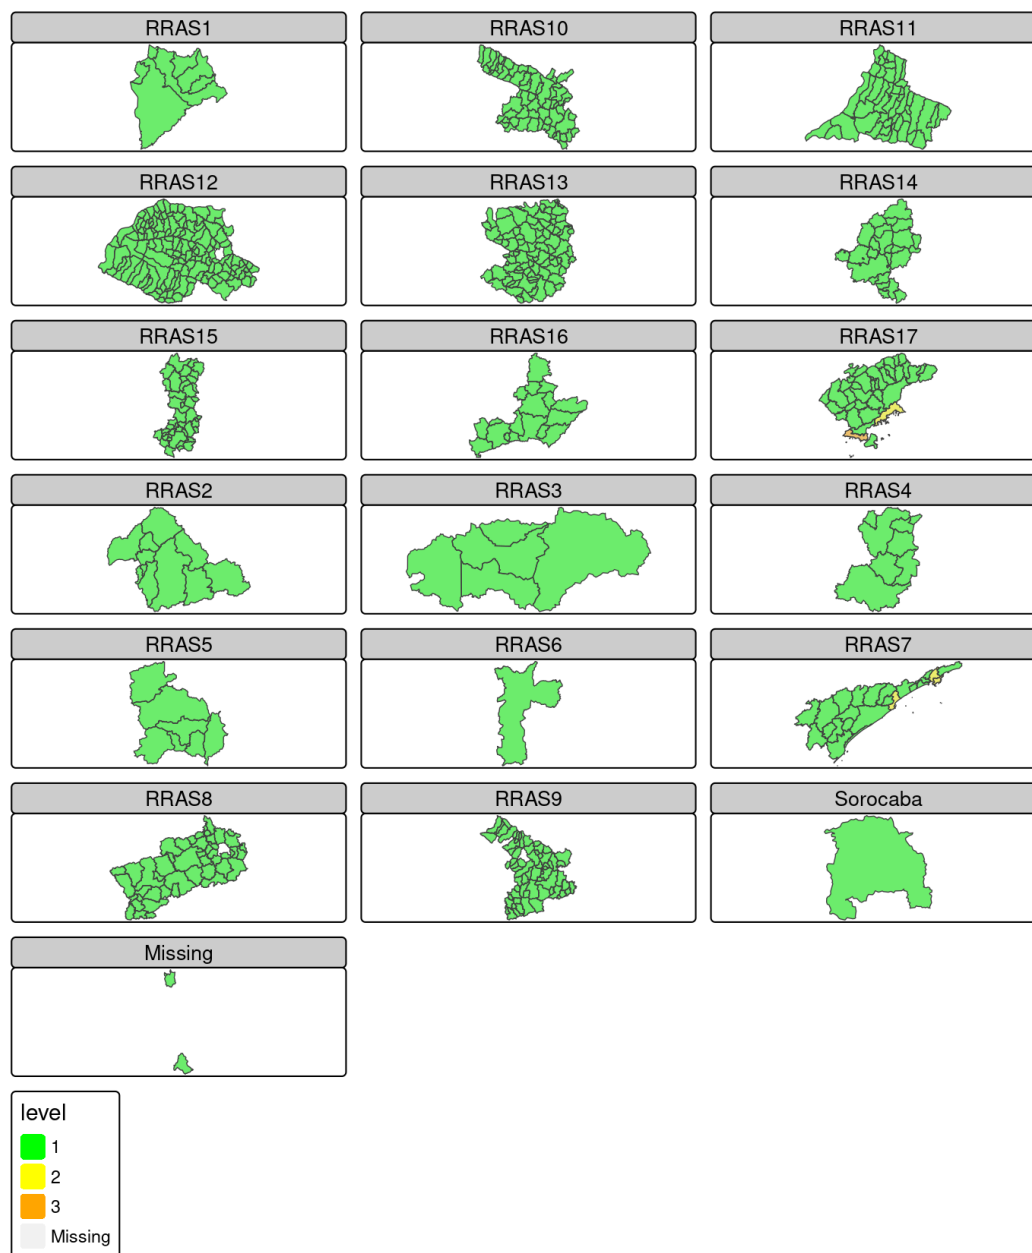 RRAS1
RRAS10
RRAS11
RRAS12
RRAS13
RRAS14
RRAS15
RRAS16
RRAS17
RRAS2
RRAS3
RRAS4
RRAS5
RRAS6
RRAS7
RRAS8
RRAS9
Sorocaba
Missing
level
1
2
3
Missing